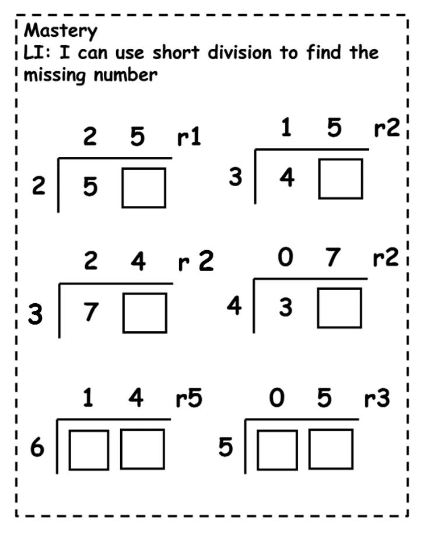 Mastery
LI: I can use short division to find the
missing number
2 5 r1
2 5
1 5 r2
3 4
2 4 r 2
3 7
0 7 r2
4 3
1 4 r5
6
0 5 r3
5